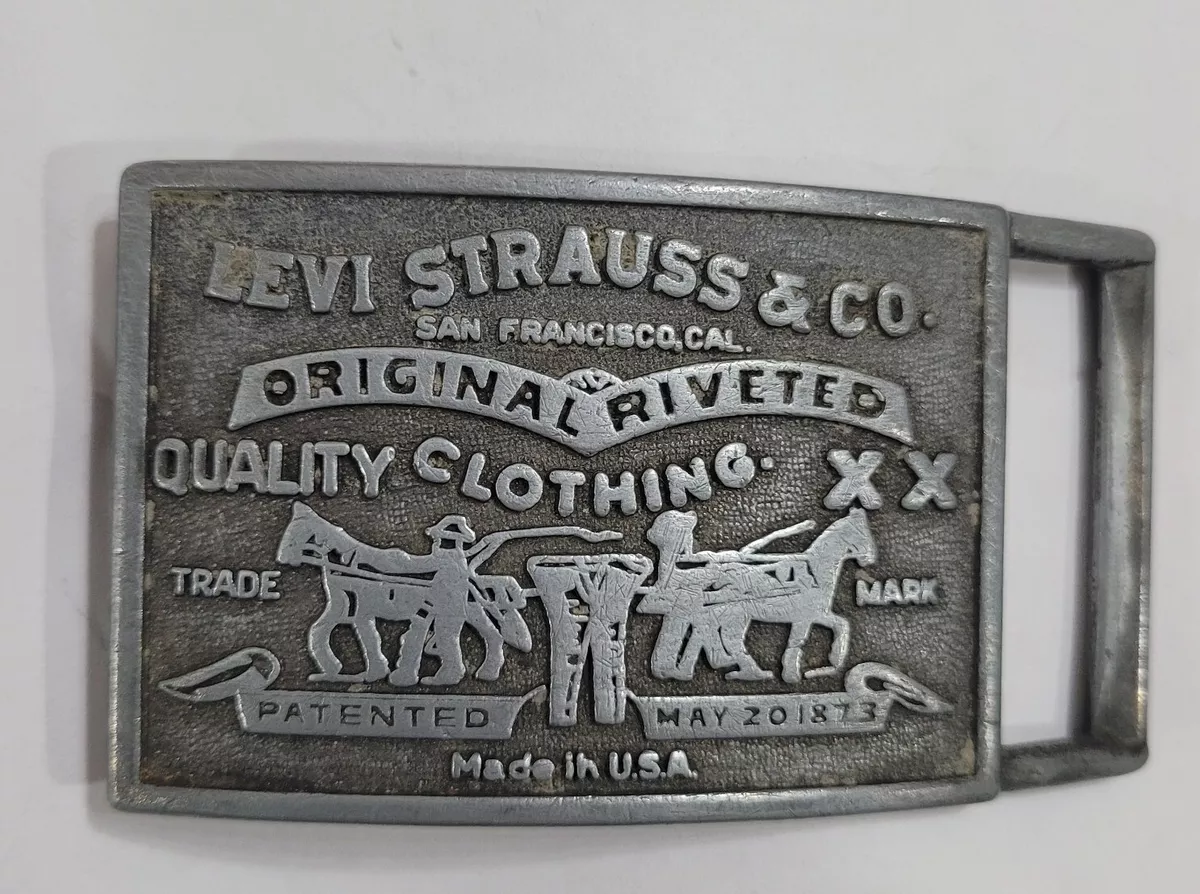 LEVI STRAUSS & CO.
SAN FRANCISCO, CAL.
ORIGINAL RIVETED
QUALITY CLOTHING. XX
TRADE MARK
PATENTED MAY 20 1873
Made in U.S.A.